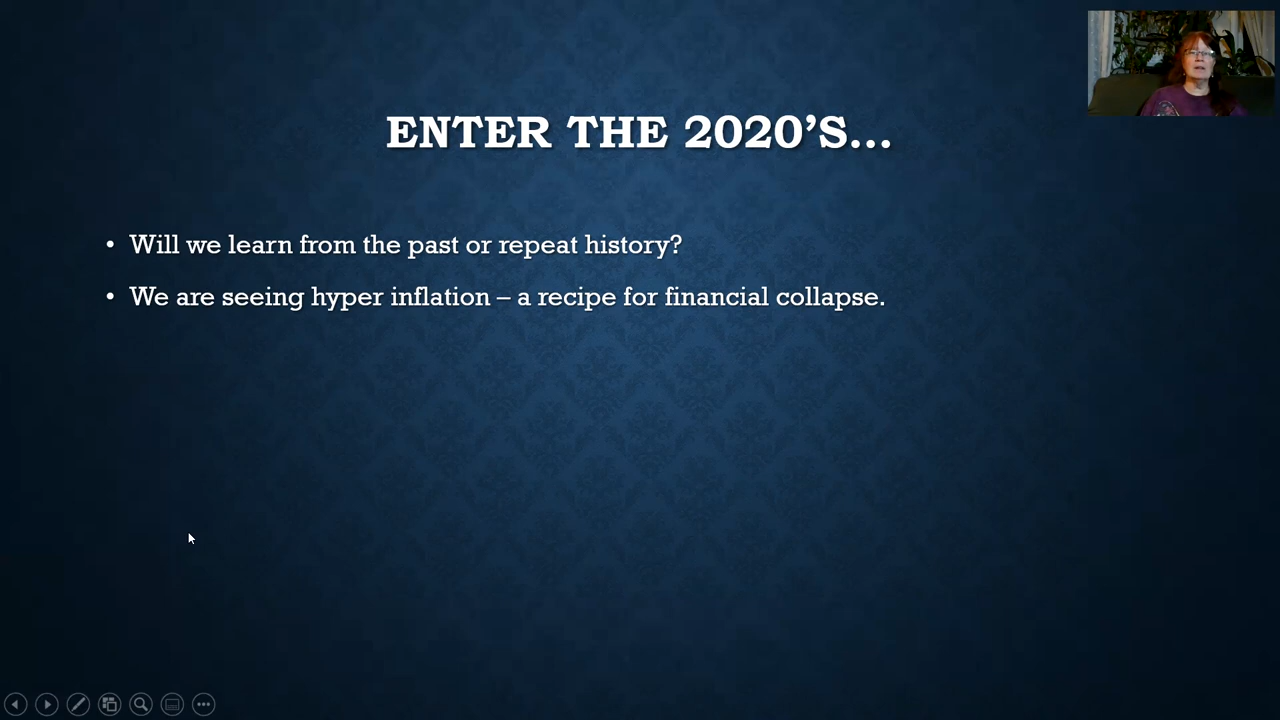 ENTER THE 2020’S...
• Will we learn from the past or repeat history?
• We are seeing hyper inflation – a recipe for financial collapse.